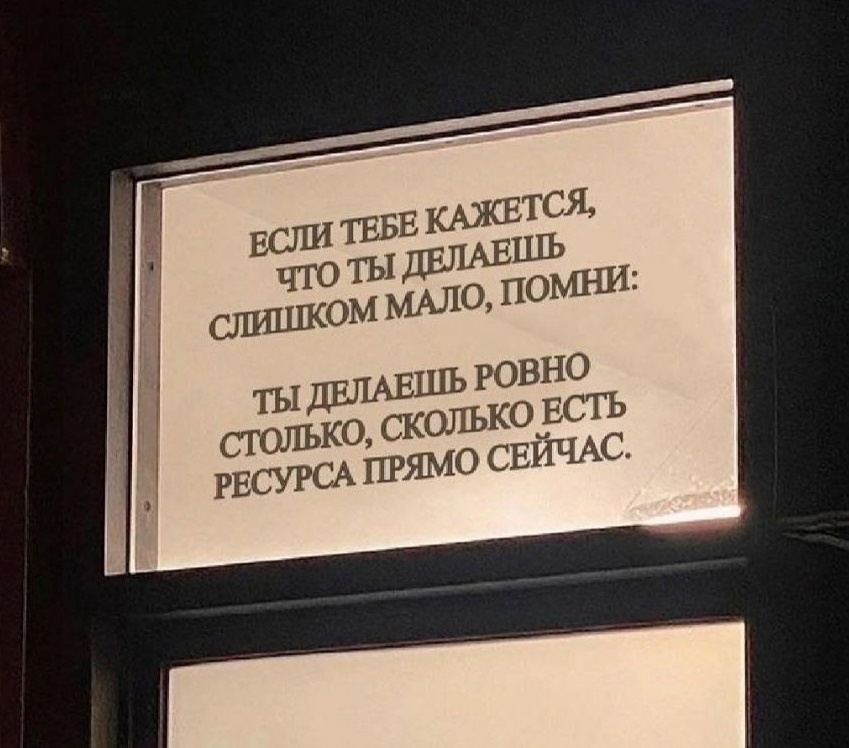 ЕСЛИ ТЕБЕ КАЖЕТСЯ,
ЧТО ТЫ ДЕЛАЕШЬ
СЛИШКОМ МАЛО, ПОМНИ:
ТЫ ДЕЛАЕШЬ РОВНО
СТОЛЬКО, СКОЛЬКО ЕСТЬ
РЕСУРСА ПРЯМО СЕЙЧАС.